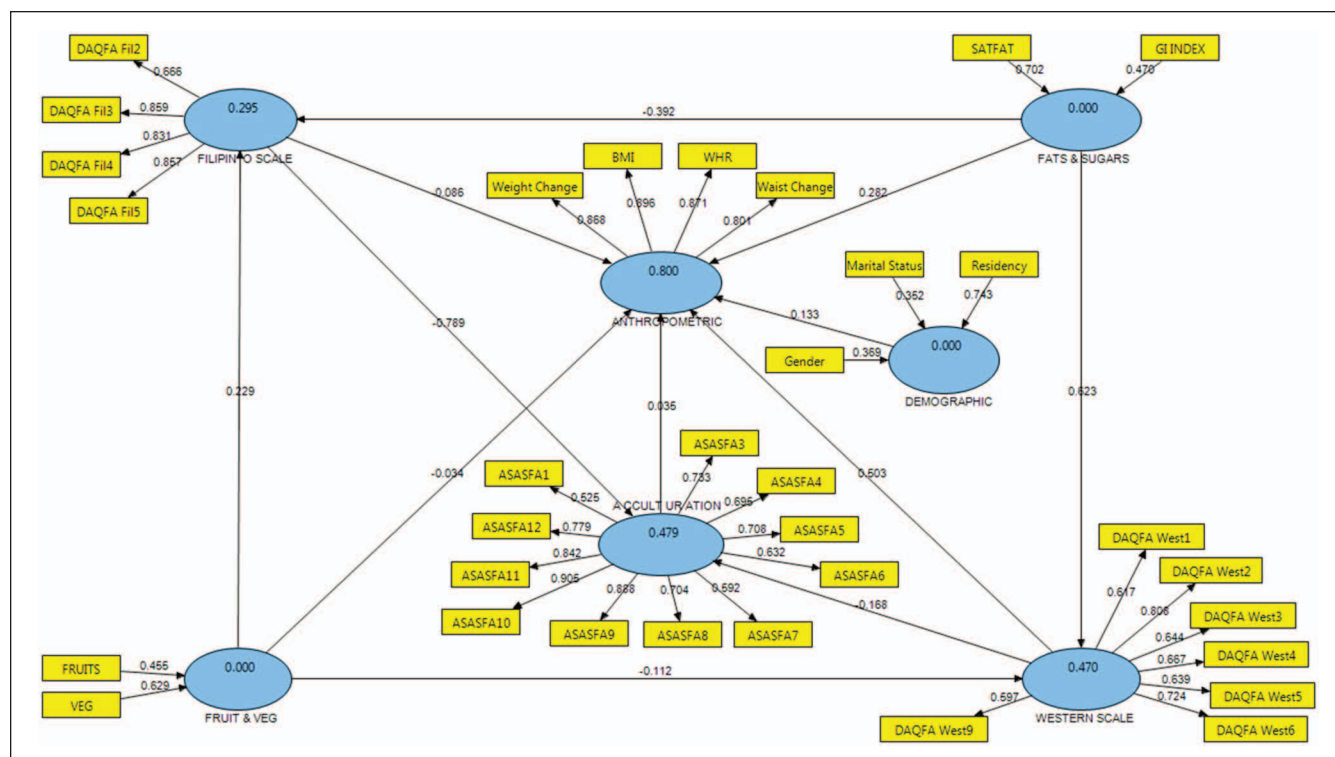 DAQFA Fil2
SATFAT
GI INDEX
0.666
0.702
0.470
DAQFA Fil3
0.859
0.295
0.000
-0.392
0.831
DAQFA Fil4
0.857
FILIPINO SCALE
BMI
WHR
FATS & SUGARS
Weight Change
Waist Change
0.086
0.896
0.871
0.282
DAQFA Fil5
0.868
0.801
0.800
Marital Status
Residency
0.352
0.743
ANTHROPOMETRIC
-0.789
0.133
0.000
Gender
0.369
0.229
0.623
DEMOGRAPHIC
0.035
ASASFA3
-0.034
0.503
ASASFA1
0.733
ASASFA4
0.525
ACCULTURATION
0.695
ASASFA12
0.779
0.479
0.708
ASASFA5
DAQFA West1
0.842
0.632
ASASFA11
ASASFA6
DAQFA West2
0.905
0.704
0.592
0.617
ASASFA10
-0.168
0.808
DAQFA West3
ASASFA9
ASASFA8
ASASFA7
0.644
FRUITS
0.455
0.000
0.470
0.667
DAQFA West4
0.629
-0.112
0.639
VEG
0.597
0.724
DAQFA West5
FRUIT & VEG
WESTERN SCALE
DAQFA West9
DAQFA West6